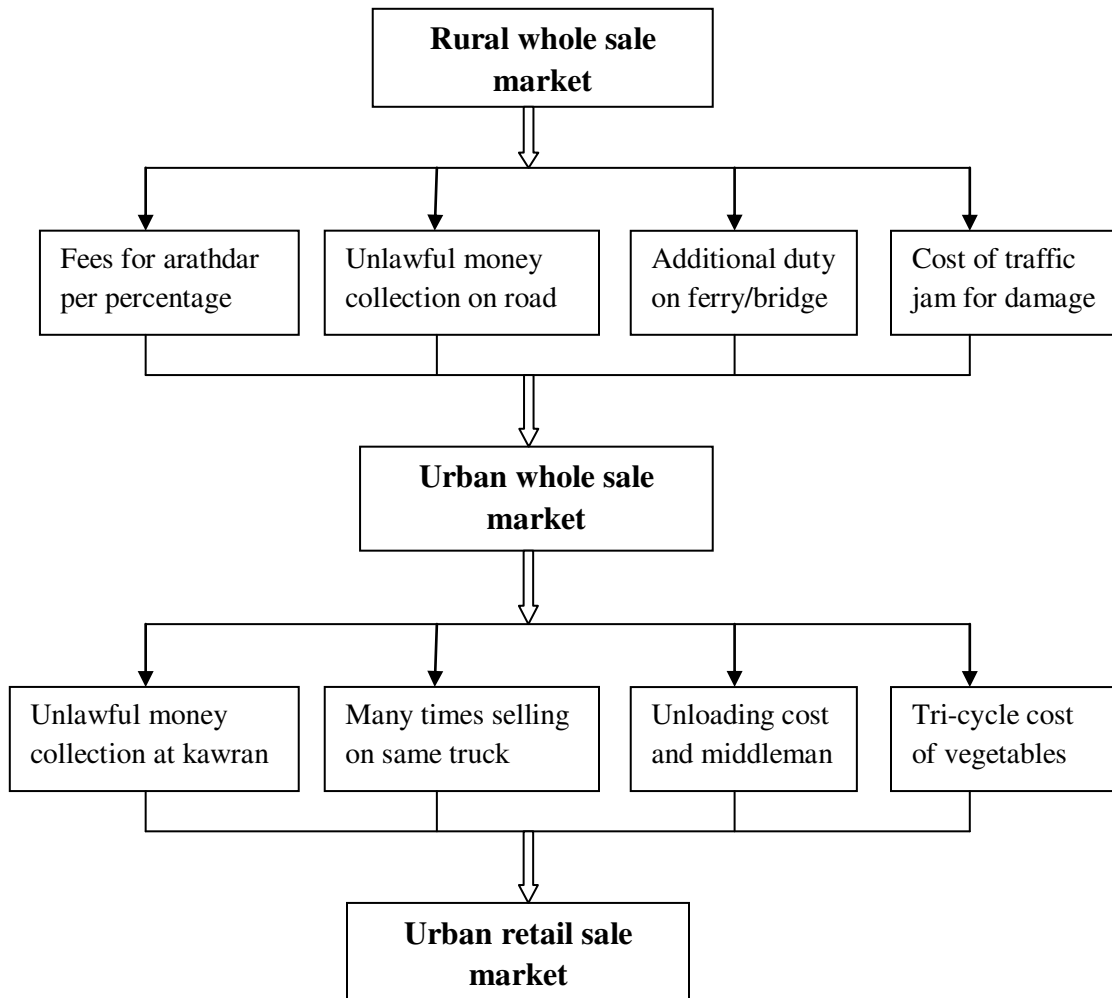 Rural whole sale
market
Fees for arathdar
per percentage
Unlawful money
collection on road
Additional duty
on ferry/bridge
Cost of traffic
jam for damage
Urban whole sale
market
Unlawful money
collection at kawran
Many times selling
on same truck
Unloading cost
and middleman
Tri-cycle cost
of vegetables
Urban retail sale
market